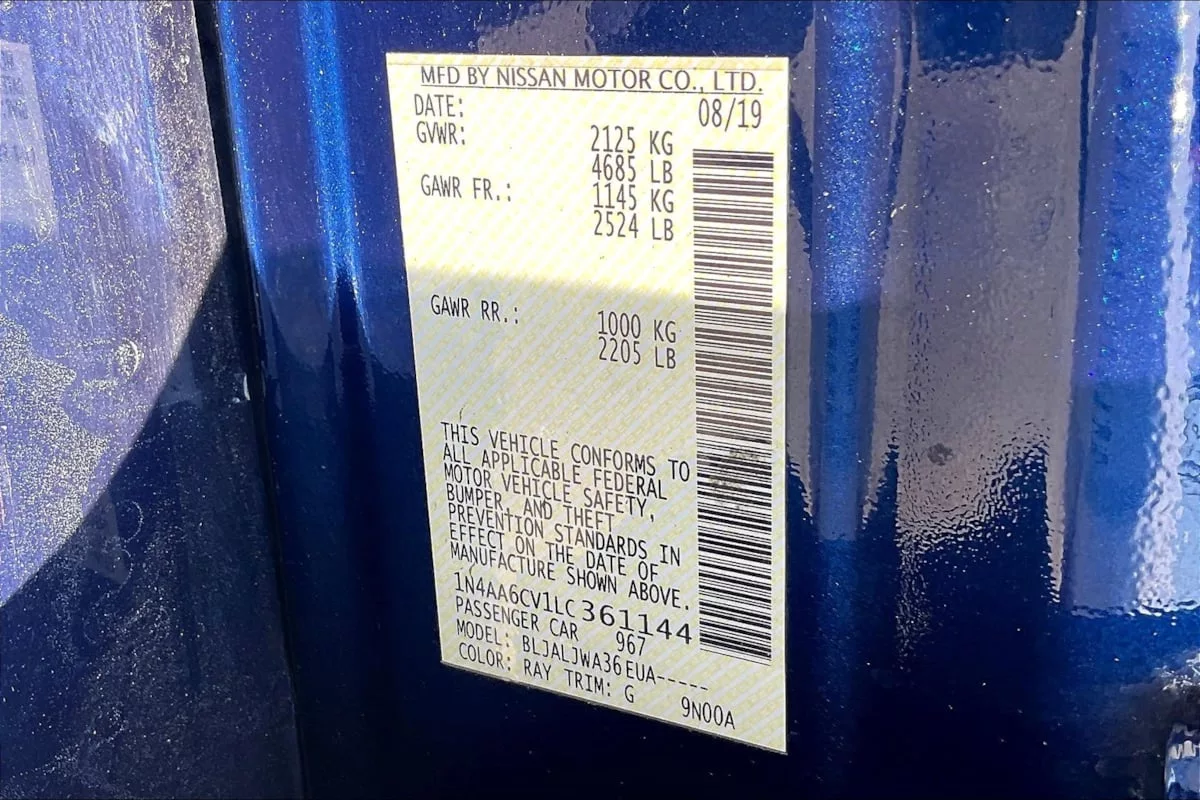 MFD BY NISSAN MOTOR CO., LTD.
DATE: 08/19
GVWR: 2125 KG
4685 LB
GAWR FR.: 1145 KG
2524 LB
GAWR RR.: 1000 KG
2205 LB
THIS VEHICLE CONFORMS TO
ALL APPLICABLE FEDERAL
MOTOR VEHICLE SAFETY,
BUMPER, AND THEFT
PREVENTION STANDARDS IN
EFFECT ON THE DATE OF
MANUFACTURE SHOWN ABOVE.
1N4AA6CV1LC361144
PASSENGER CAR 967
MODEL: BLJALJWA36EUA-----
COLOR: RAY TRIM: G 9N00A